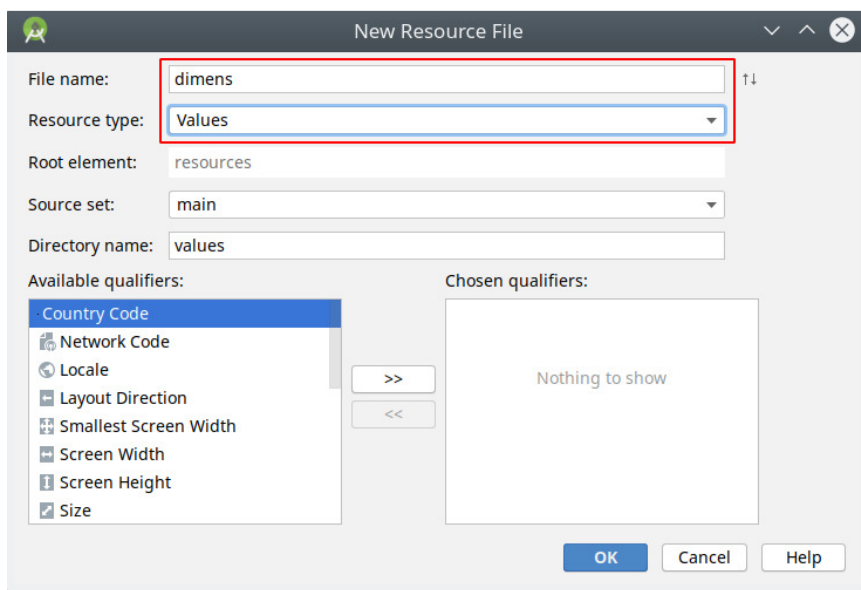 New Resource File
File name: dimens
Resource type: Values
Root element: resources
Source set: main
Directory name: values
Available qualifiers: Chosen qualifiers:
Country Code
Network Code
Locale
Layout Direction
Smallest Screen Width
Screen Width
Screen Height
Size
>>
<<
Nothing to show
OK Cancel Help